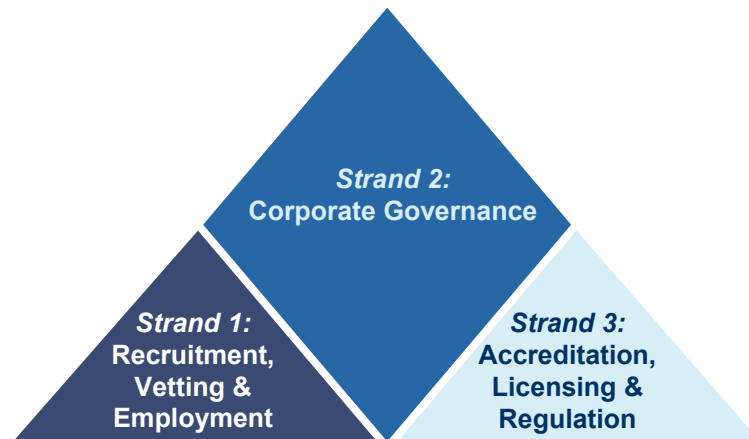 Strand 2:
Corporate Governance
Strand 1:
Recruitment,
Vetting &
Employment
Strand 3:
Accreditation,
Licensing &
Regulation